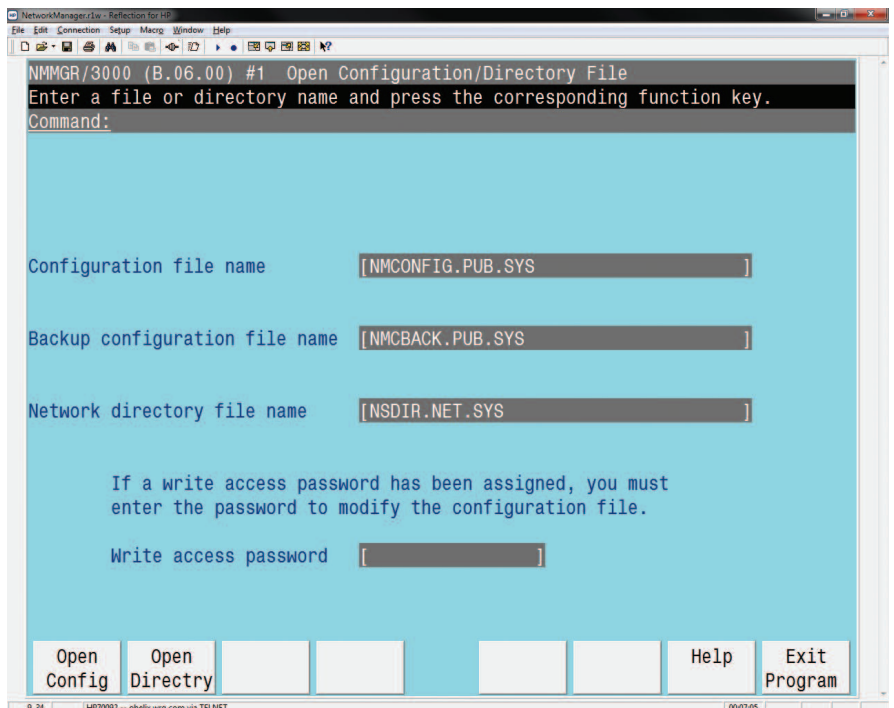 NetworkManager.r1w - Reflection for HP
File Edit Connection Setup Macro Window Help
NMMGR/3000 (B.06.00) #1 Open Configuration/Directory File
Enter a file or directory name and press the corresponding function key.
Command:
Configuration file name [NMCONFIG.PUB.SYS ]
Backup configuration file name [NMCBACK.PUB.SYS ]
Network directory file name [NSDIR.NET.SYS ]
If a write access password has been assigned, you must
enter the password to modify the configuration file.
Write access password [ ]
Open Open Help Exit
Config Directry Program